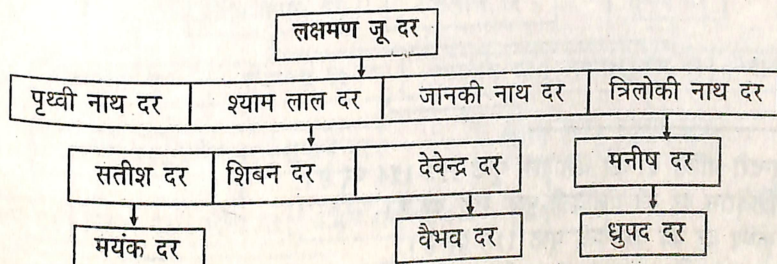 लक्षमण जू दर
पृथ्वी नाथ दर श्याम लाल दर जानकी नाथ दर त्रिलोकी नाथ दर
सतीश दर शिबन दर देवेन्द्र दर मनीष दर
मयंक दर वैभव दर ध्रुपद दर